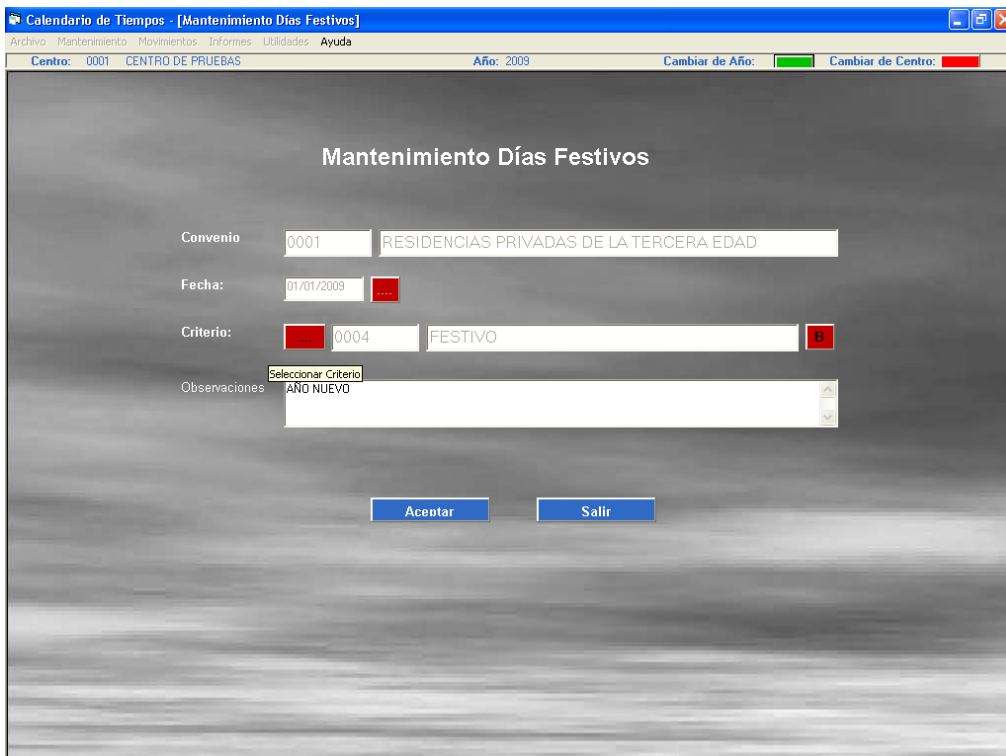 Calendario de Tiempos - [Mantenimiento Días Festivos]
Archivo Mantenimiento Movimientos Informes Utilidades Ayuda
Centro: 0001 CENTRO DE PRUEBAS Año: 2009 Cambiar de Año: Cambiar de Centro:
Mantenimiento Días Festivos
Convenio 0001 RESIDENCIAS PRIVADAS DE LA TERCERA EDAD
Fecha: 01/01/2009 ....
Criterio: .... 0004 FESTIVO B
Seleccionar Criterio
Observaciones AÑO NUEVO
Aceptar Salir